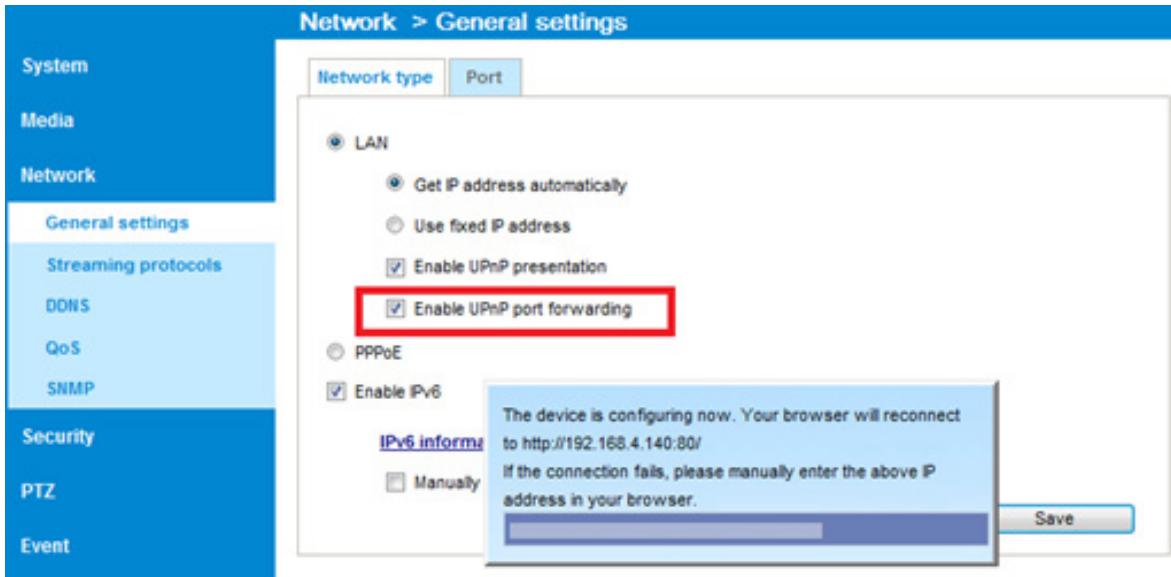 Network > General settings
System
Media
Network
General settings
Streaming protocols
DDNS
QoS
SNMP
Security
PTZ
Event
Network type
Port
LAN
Get IP address automatically
Use fixed IP address
Enable UPnP presentation
Enable UPnP port forwarding
PPPoE
Enable IPv6
IPv6 informa
Manually
The device is configuring now. Your browser will reconnect
to http://192.168.4.140:80/
If the connection fails, please manually enter the above IP
address in your browser.
Save